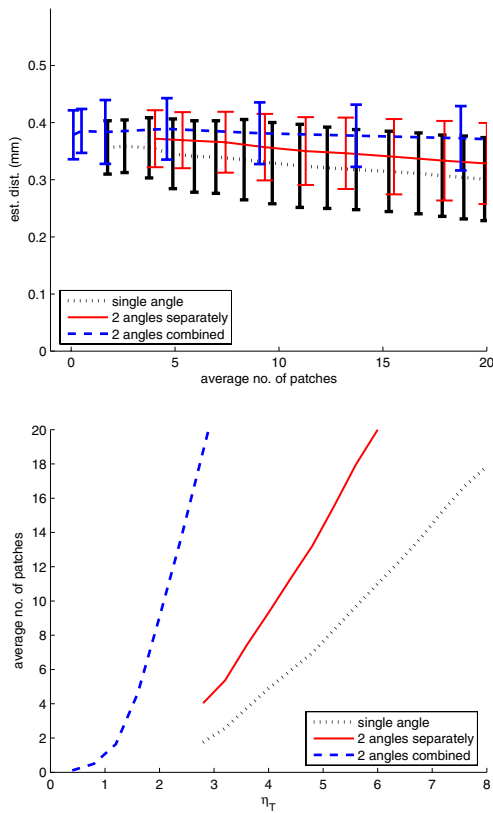 0.5
0.4
0.3
0.2
0.1
0
est. dist. (mm)
single angle
2 angles separately
2 angles combined
0 5 10 15 20
average no. of patches
20
18
16
14
12
10
8
6
4
2
0
average no. of patches
single angle
2 angles separately
2 angles combined
0 1 2 3 4 5 6 7 8
η_T